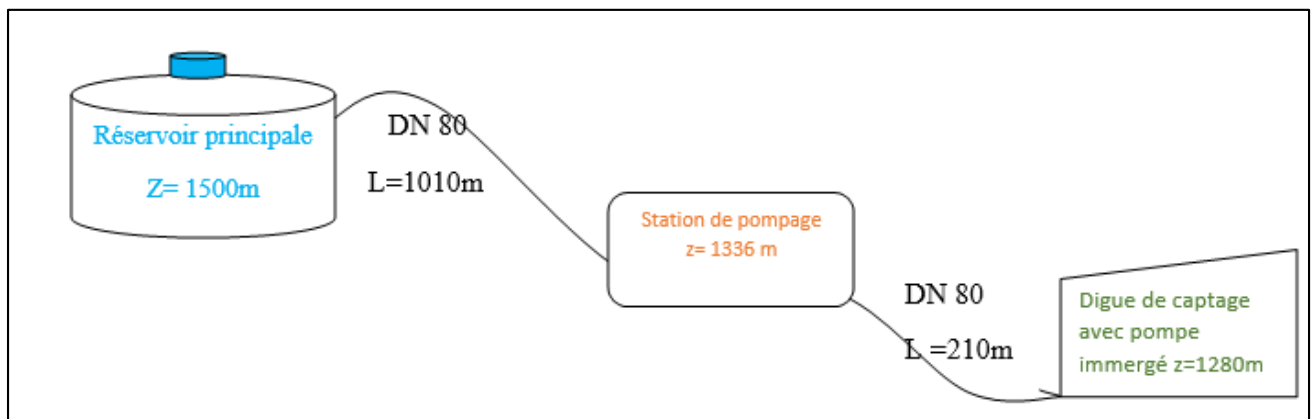 Réservoir principale
Z= 1500m
DN 80
L=1010m
Station de pompage
z= 1336 m
DN 80
L =210m
Digue de captage
avec pompe
immergé z=1280m